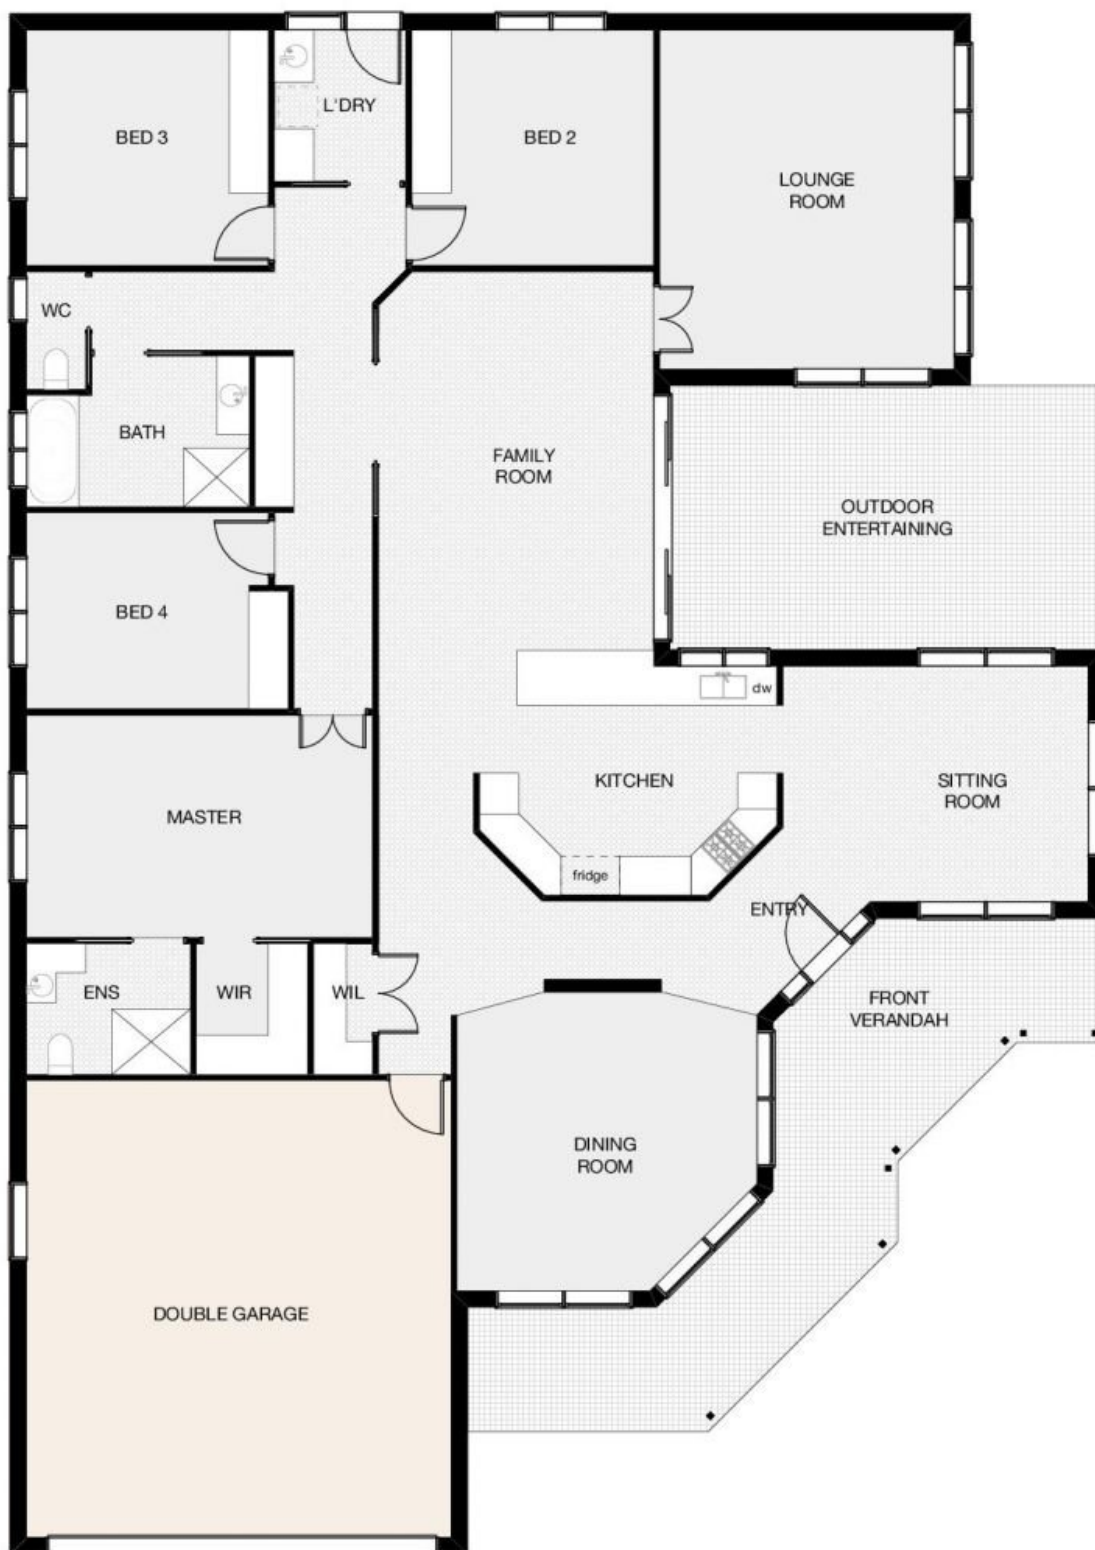 L'DRY
BED 3
BED 2
LOUNGE
ROOM
WC
BATH
FAMILY
ROOM
OUTDOOR
ENTERTAINING
BED 4
dw
KITCHEN
SITTING
ROOM
MASTER
fridge
ENTRY
ENS
WIR
WIL
FRONT
VERANDAH
DINING
ROOM
DOUBLE GARAGE